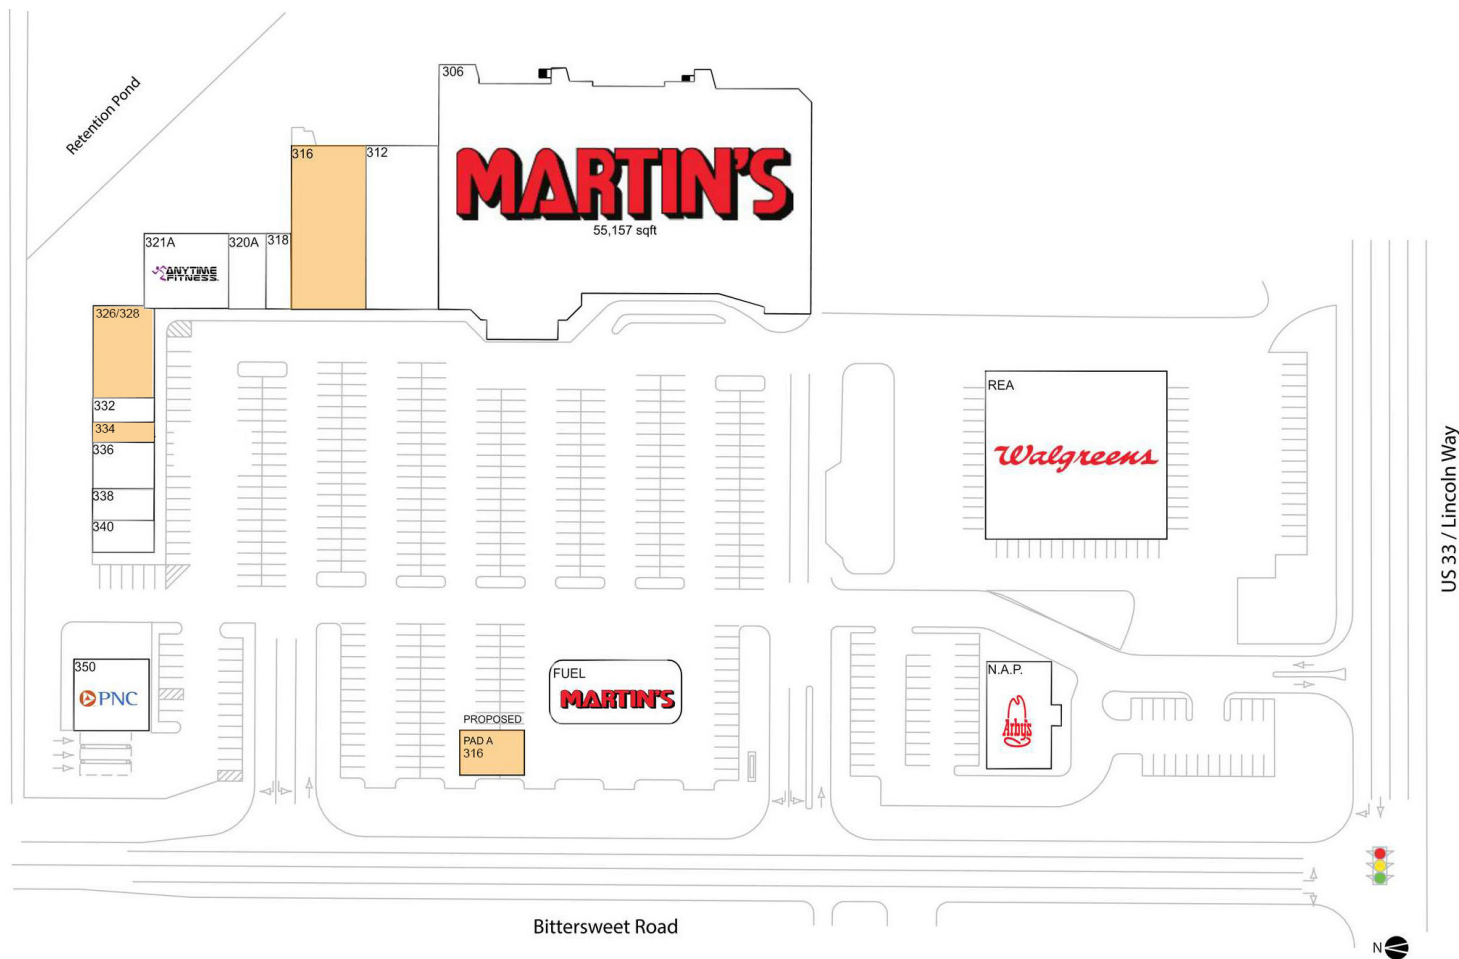 Retention Pond
306
MARTIN'S
55,157 sqft
316
312
321A
320A
318
ANYTIME
FITNESS
326/328
332
334
336
338
340
REA
Walgreens
US 33 / Lincoln Way
350
PNC
FUEL
MARTIN'S
PROPOSED
PAD A
316
N.A.P.
Arby's
Bittersweet Road
N